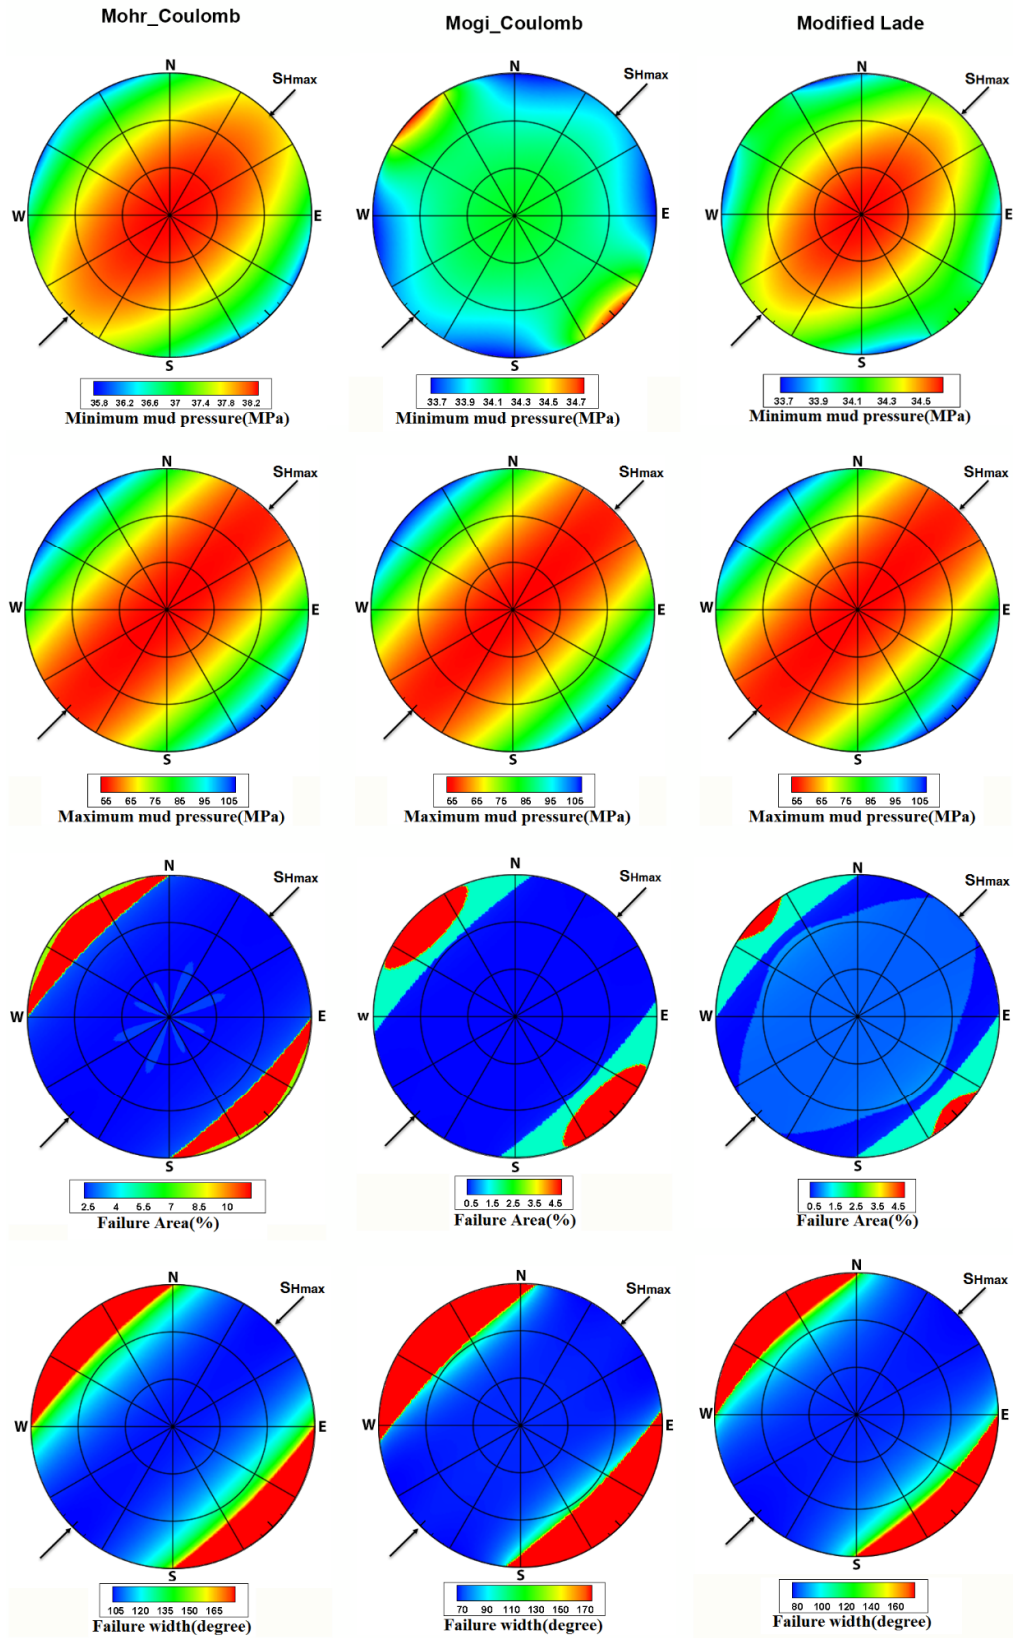 Mohr_Coulomb Mogi_Coulomb Modified Lade
N SHmax N SHmax N SHmax
W E W E W E
S S S
35.8 36.2 36.6 37 37.4 37.8 38.2 33.7 33.9 34.1 34.3 34.5 34.7 33.7 33.9 34.1 34.3 34.5
Minimum mud pressure(MPa) Minimum mud pressure(MPa) Minimum mud pressure(MPa)
N SHmax N SHmax N SHmax
W E W E W E
S S S
55 65 75 85 95 105 55 65 75 85 95 105 55 65 75 85 95 105
Maximum mud pressure(MPa) Maximum mud pressure(MPa) Maximum mud pressure(MPa)
N SHmax N SHmax N SHmax
W E w E W E
S S S
2.5 4 5.5 7 8.5 10 0.5 1.5 2.5 3.5 4.5 0.5 1.5 2.5 3.5 4.5
Failure Area(%) Failure Area(%) Failure Area(%)
N SHmax N SHmax N SHmax
W E W E W E
S S S
105 120 135 150 165 70 90 110 130 150 170 80 100 120 140 160
Failure width(degree) Failure width(degree) Failure width(degree)